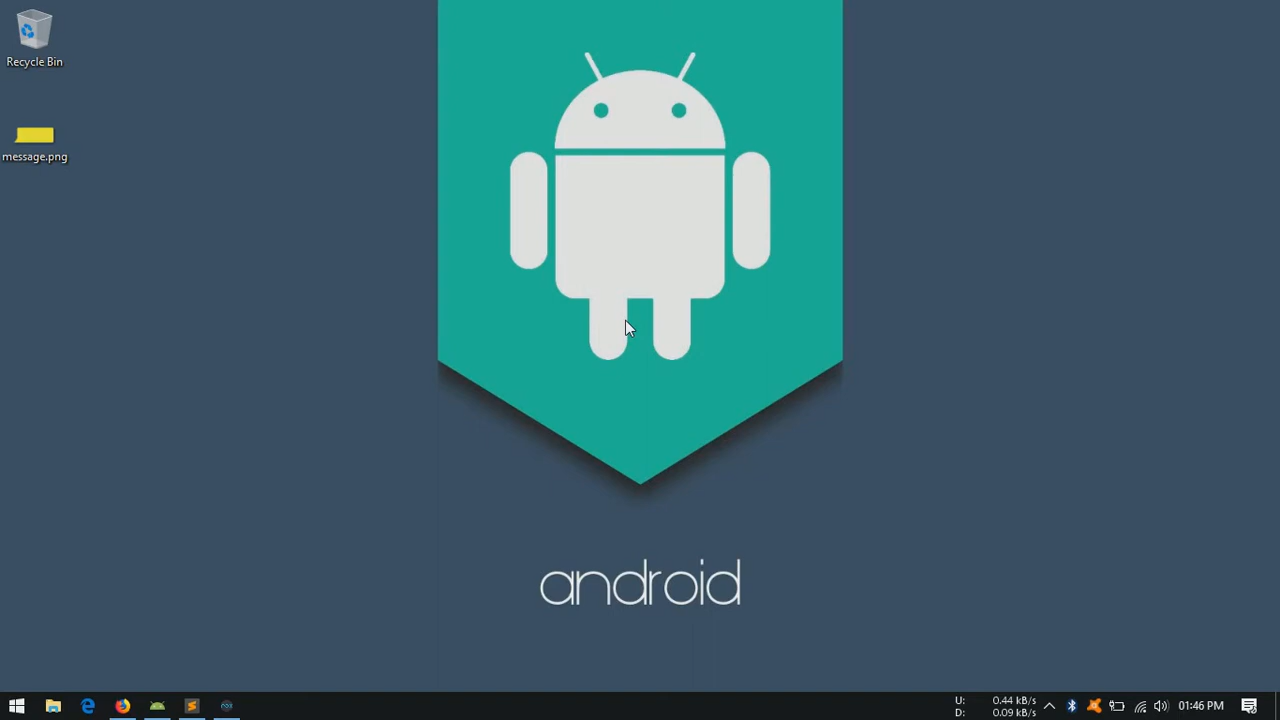 Recycle Bin
message.png
android
U: 0.44 kB/s
D: 0.09 kB/s
01:46 PM